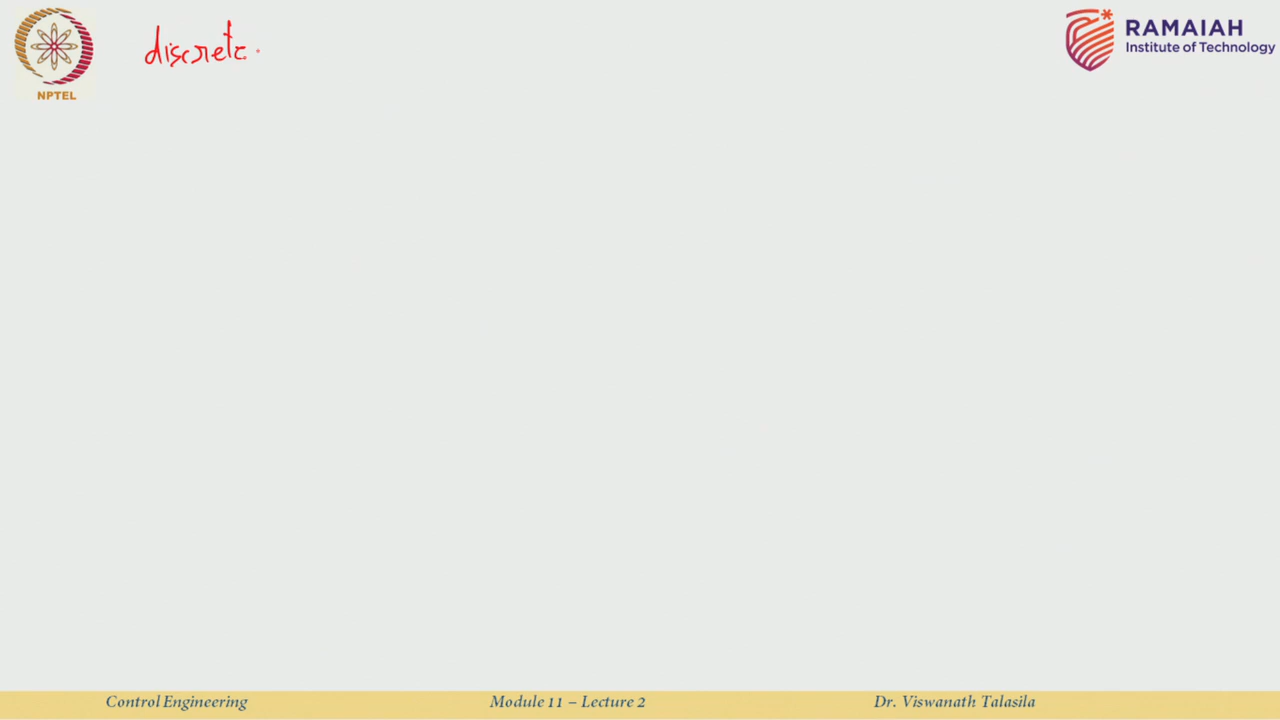 discrete
NPTEL
RAMAIAH
Institute of Technology
Control Engineering
Module 11 – Lecture 2
Dr. Viswanath Talasila